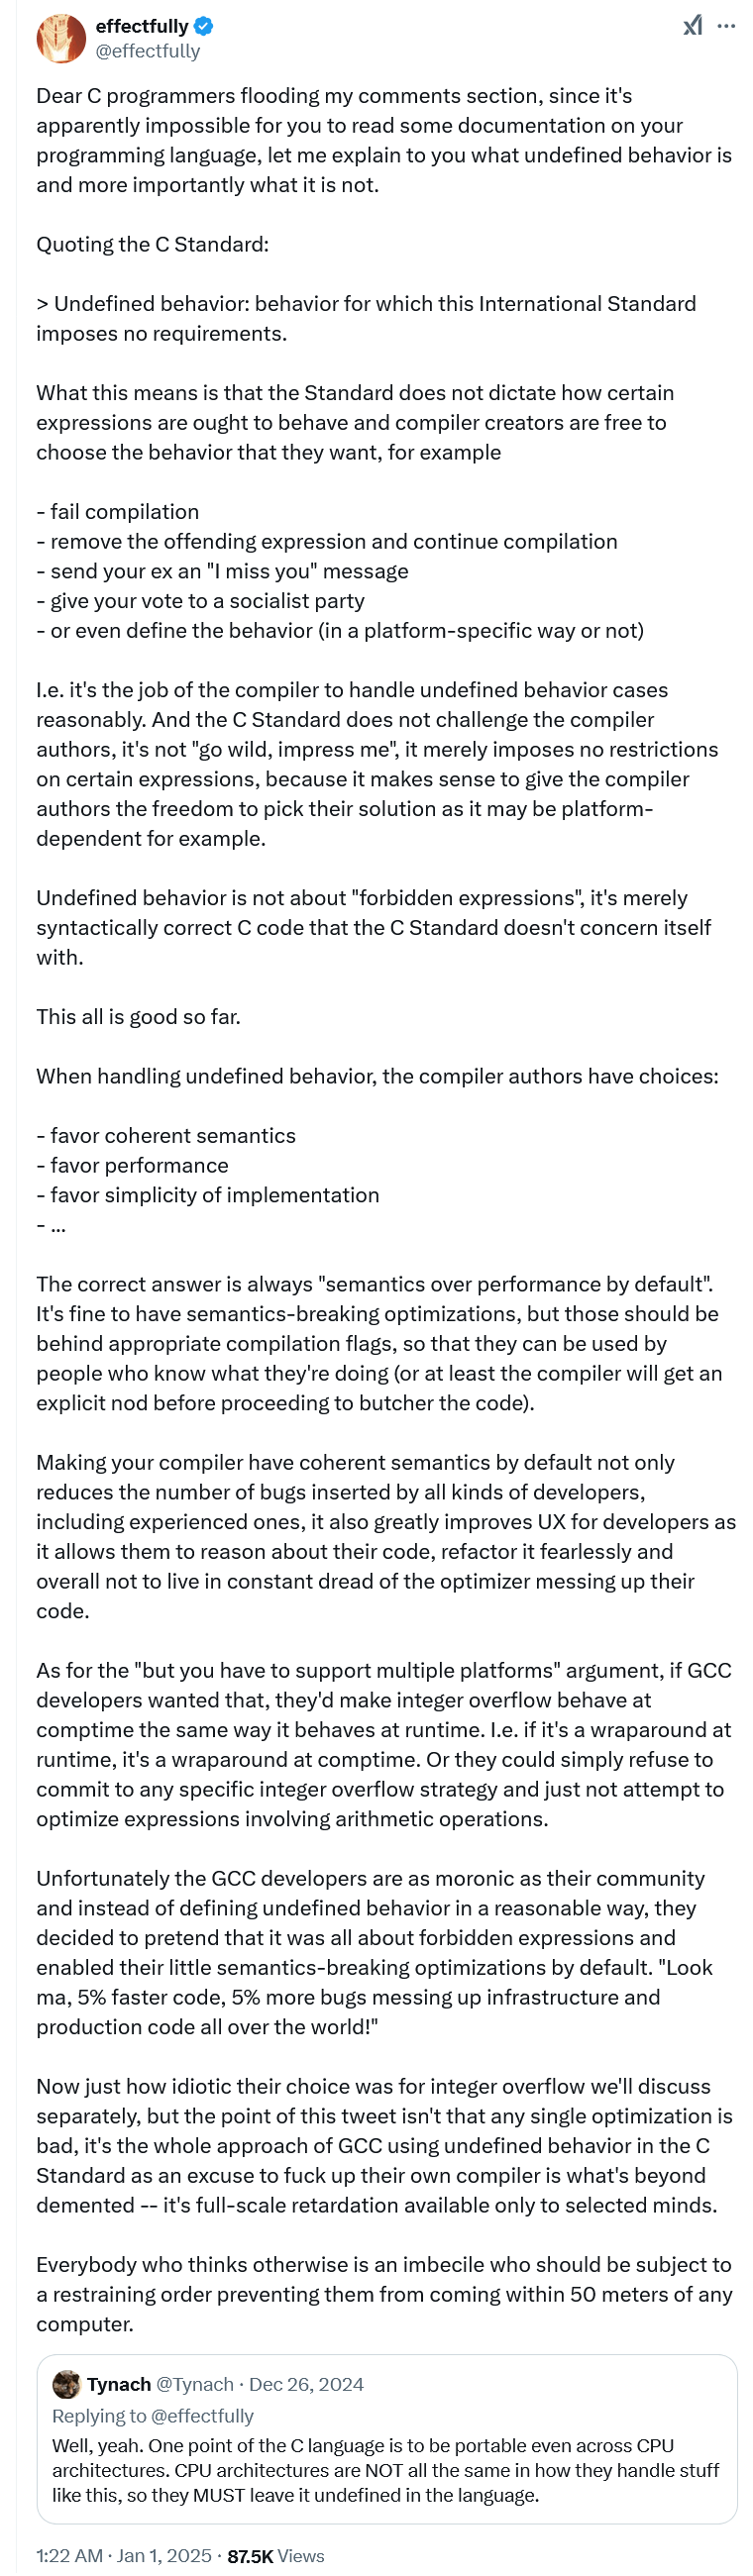 effectfully
@effectfully
Dear C programmers flooding my comments section, since it's
apparently impossible for you to read some documentation on your
programming language, let me explain to you what undefined behavior is
and more importantly what it is not.
Quoting the C Standard:
> Undefined behavior: behavior for which this International Standard
imposes no requirements.
What this means is that the Standard does not dictate how certain
expressions are ought to behave and compiler creators are free to
choose the behavior that they want, for example
- fail compilation
- remove the offending expression and continue compilation
- send your ex an "I miss you" message
- give your vote to a socialist party
- or even define the behavior (in a platform-specific way or not)
I.e. it's the job of the compiler to handle undefined behavior cases
reasonably. And the C Standard does not challenge the compiler
authors, it's not "go wild, impress me", it merely imposes no restrictions
on certain expressions, because it makes sense to give the compiler
authors the freedom to pick their solution as it may be platform-
dependent for example.
Undefined behavior is not about "forbidden expressions", it's merely
syntactically correct C code that the C Standard doesn't concern itself
with.
This all is good so far.
When handling undefined behavior, the compiler authors have choices:
- favor coherent semantics
- favor performance
- favor simplicity of implementation
- ...
The correct answer is always "semantics over performance by default".
It's fine to have semantics-breaking optimizations, but those should be
behind appropriate compilation flags, so that they can be used by
people who know what they're doing (or at least the compiler will get an
explicit nod before proceeding to butcher the code).
Making your compiler have coherent semantics by default not only
reduces the number of bugs inserted by all kinds of developers,
including experienced ones, it also greatly improves UX for developers as
it allows them to reason about their code, refactor it fearlessly and
overall not to live in constant dread of the optimizer messing up their
code.
As for the "but you have to support multiple platforms" argument, if GCC
developers wanted that, they'd make integer overflow behave at
comptime the same way it behaves at runtime. I.e. if it's a wraparound at
runtime, it's a wraparound at comptime. Or they could simply refuse to
commit to any specific integer overflow strategy and just not attempt to
optimize expressions involving arithmetic operations.
Unfortunately the GCC developers are as moronic as their community
and instead of defining undefined behavior in a reasonable way, they
decided to pretend that it was all about forbidden expressions and
enabled their little semantics-breaking optimizations by default. "Look
ma, 5% faster code, 5% more bugs messing up infrastructure and
production code all over the world!"
Now just how idiotic their choice was for integer overflow we'll discuss
separately, but the point of this tweet isn't that any single optimization is
bad, it's the whole approach of GCC using undefined behavior in the C
Standard as an excuse to fuck up their own compiler is what's beyond
demented -- it's full-scale retardation available only to selected minds.
Everybody who thinks otherwise is an imbecile who should be subject to
a restraining order preventing them from coming within 50 meters of any
computer.
Tynach @Tynach · Dec 26, 2024
Replying to @effectfully
Well, yeah. One point of the C language is to be portable even across CPU
architectures. CPU architectures are NOT all the same in how they handle stuff
like this, so they MUST leave it undefined in the language.
1:22 AM · Jan 1, 2025 · 87.5K Views